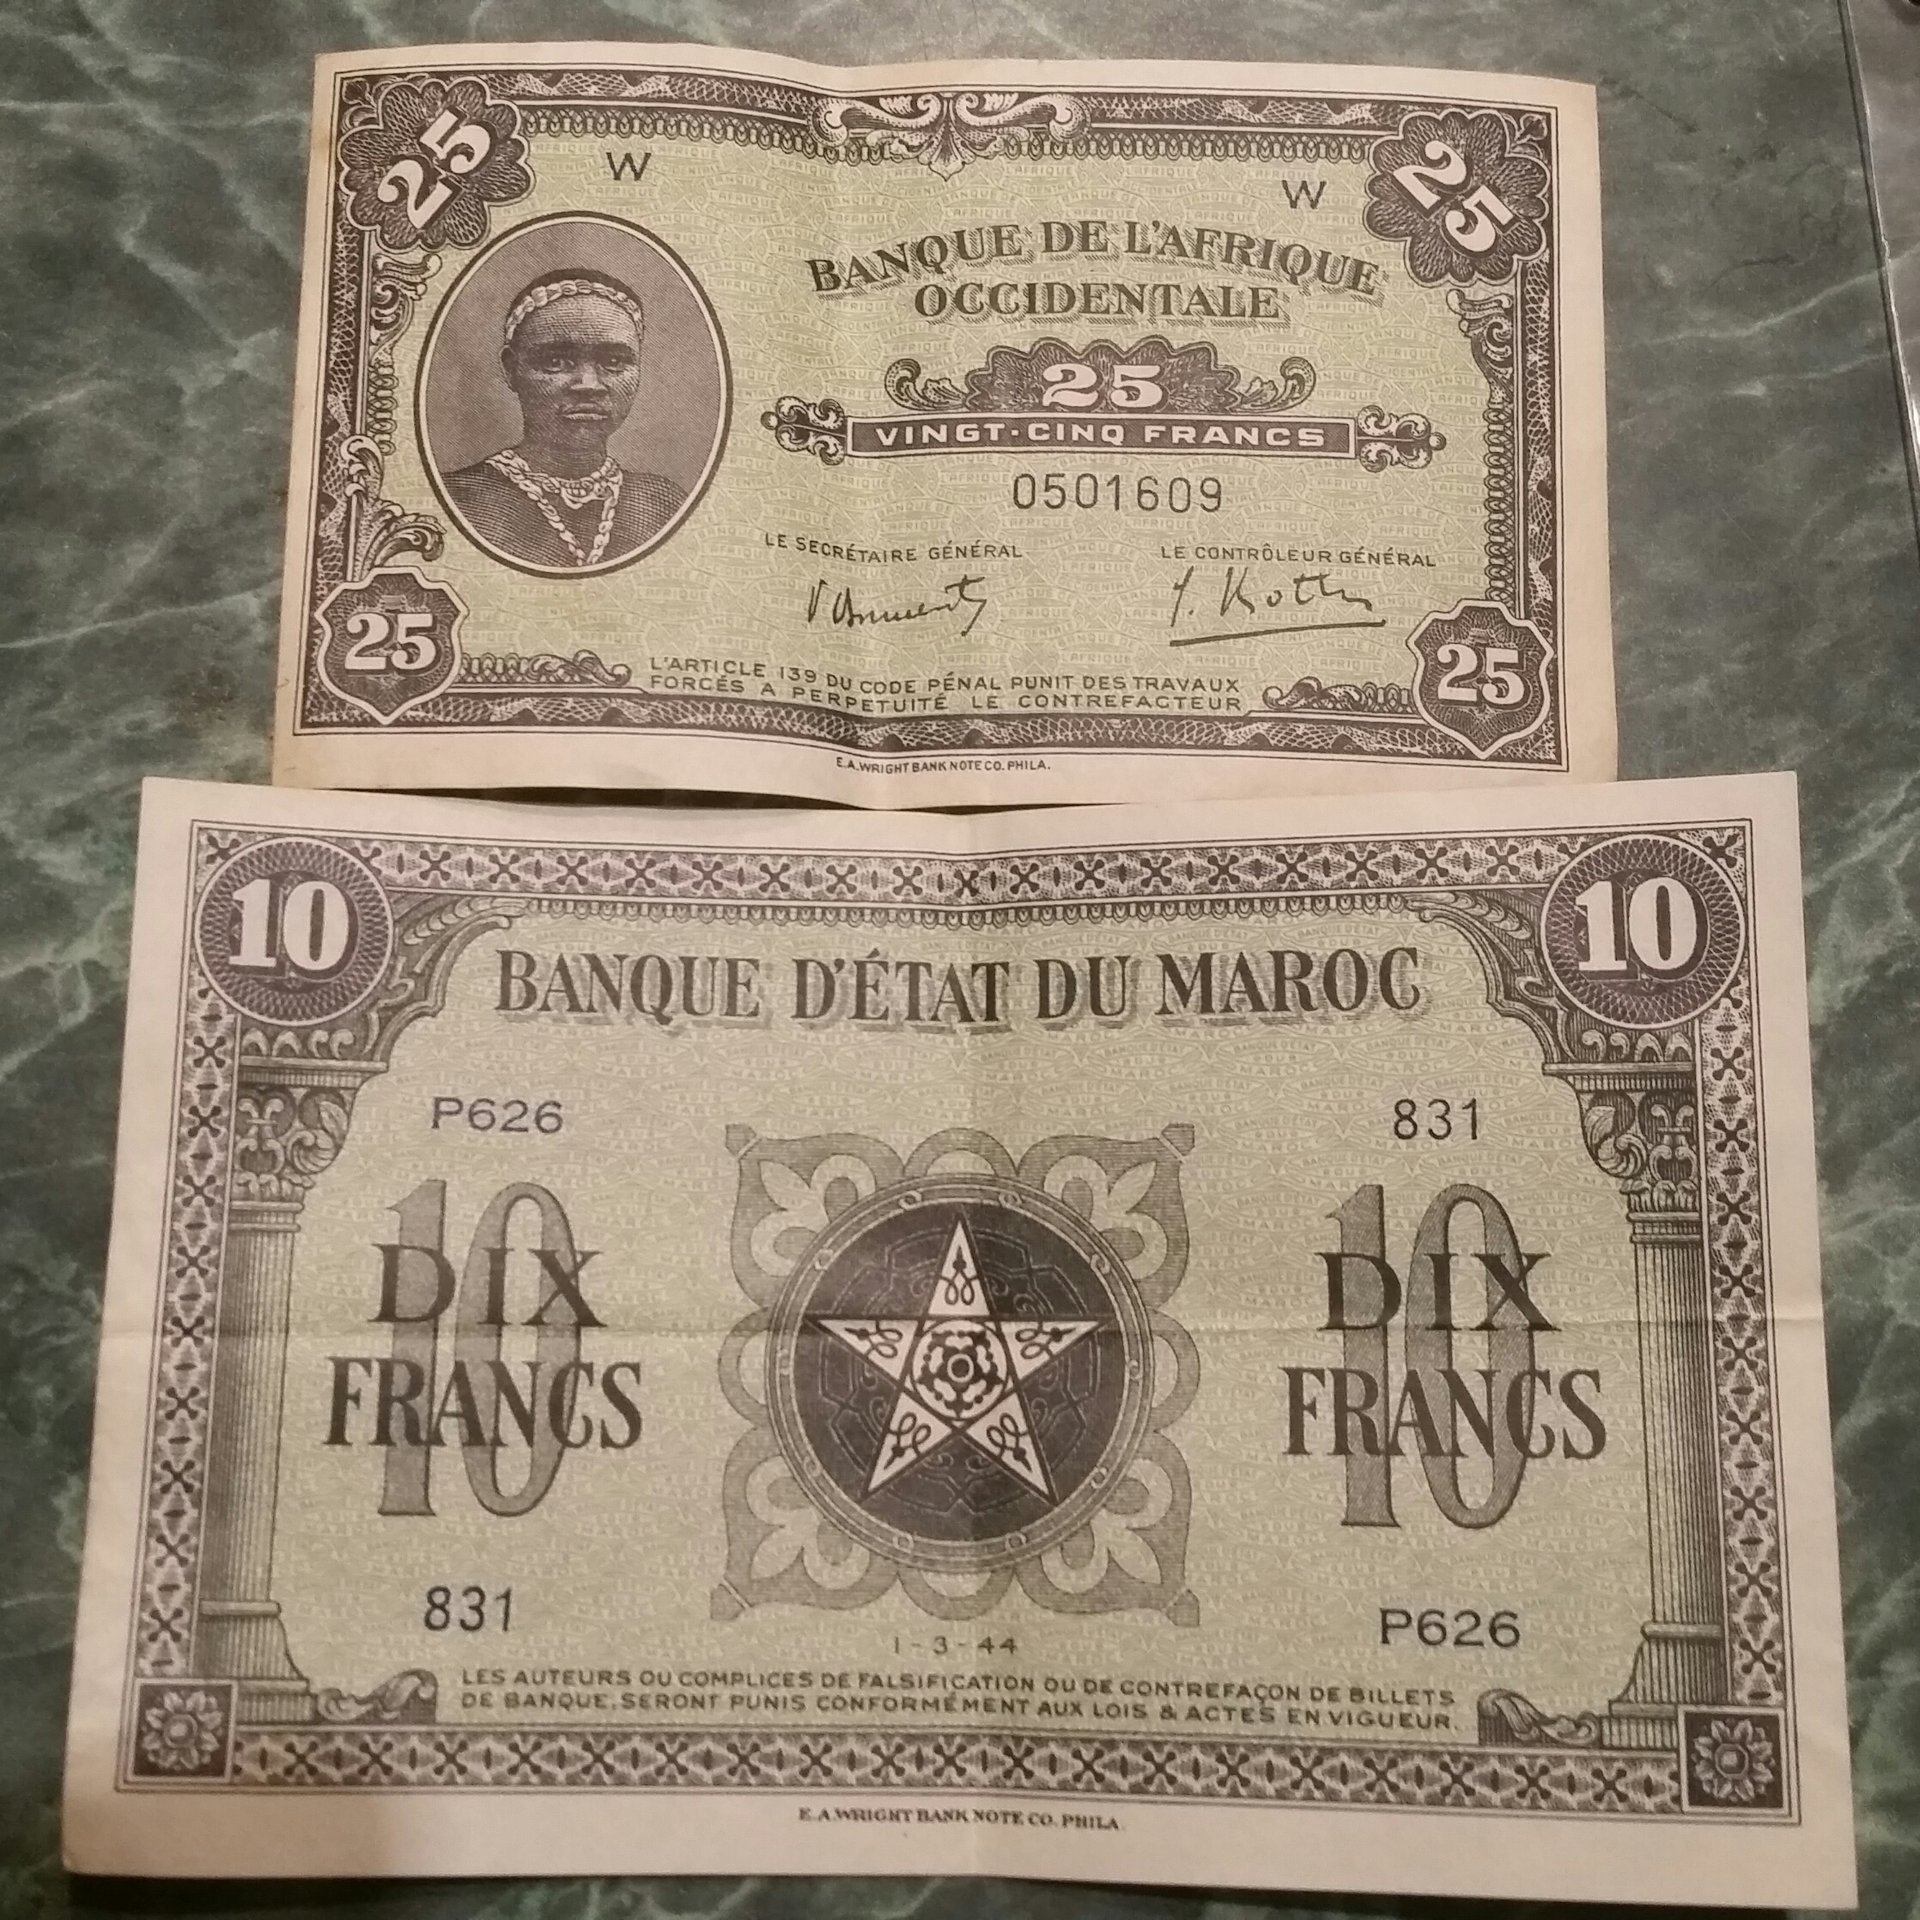 25
25
W
W
BANQUE DE L'AFRIQUE
OCCIDENTALE
25
VINGT-CINQ FRANCS
0501609
LE SECRÉTAIRE GÉNÉRAL
LE CONTRÔLEUR GÉNÉRAL
25
25
L'ARTICLE 139 DU CODE PÉNAL PUNIT DES TRAVAUX
FORCÉS A PERPETUITÉ LE CONTREFACTEUR
E.A.WRIGHT BANK NOTE CO. PHILA.
10
10
BANQUE D'ÉTAT DU MAROC
P626
831
10
DIX
FRANCS
10
DIX
FRANCS
831
P626
1-3-44
LES AUTEURS OU COMPLICES DE FALSIFICATION OU DE CONTREFAÇON DE BILLETS
DE BANQUE, SERONT PUNIS CONFORMÉMENT AUX LOIS & ACTES EN VIGUEUR.
E.A.WRIGHT BANK NOTE CO. PHILA.